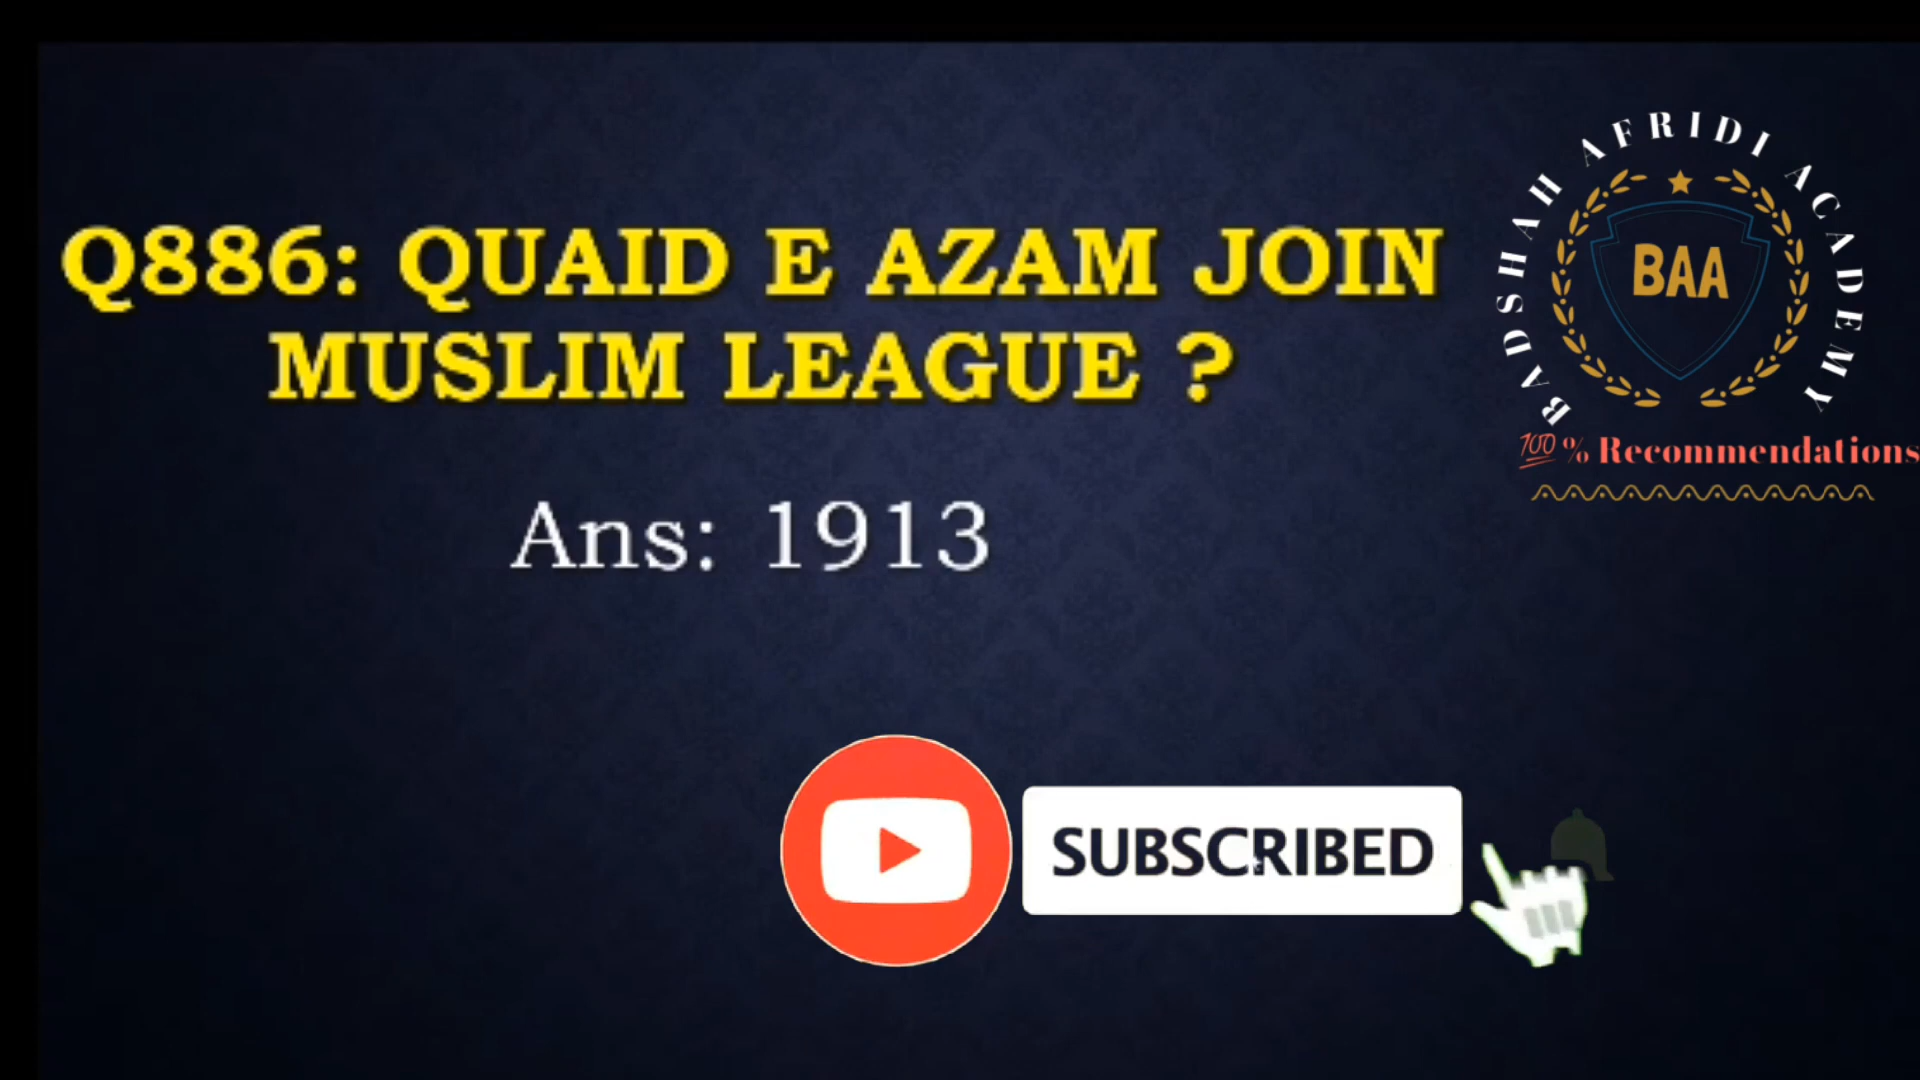 Q886: QUAID E AZAM JOIN
MUSLIM LEAGUE ?
Ans: 1913
BADSHAH AFRIDI ACADEMY
BAA
100 % Recommendations
SUBSCRIBED